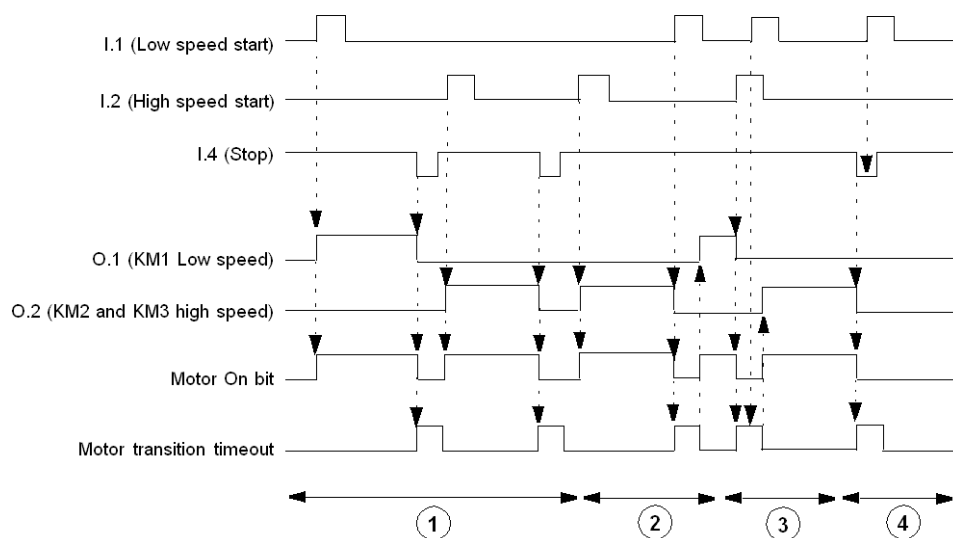 I.1 (Low speed start)
I.2 (High speed start)
I.4 (Stop)
O.1 (KM1 Low speed)
O.2 (KM2 and KM3 high speed)
Motor On bit
Motor transition timeout
1
2
3
4